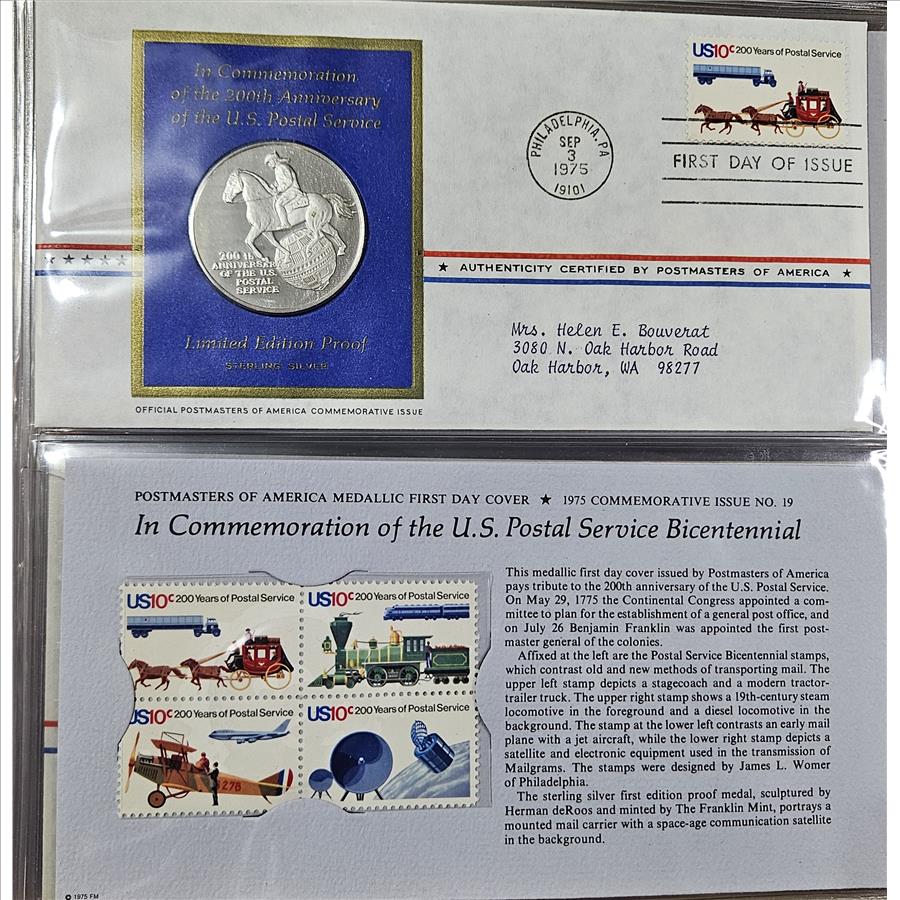 In Commemoration
of the 200th Anniversary
of the U.S. Postal Service
200TH
ANNIVERSARY
OF THE U.S.
POSTAL
SERVICE
Limited Edition Proof
STERLING SILVER
OFFICIAL POSTMASTERS OF AMERICA COMMEMORATIVE ISSUE
US10c 200 Years of Postal Service
PHILADELPHIA, PA
SEP
3
1975
19101
FIRST DAY OF ISSUE
★ AUTHENTICITY CERTIFIED BY POSTMASTERS OF AMERICA ★
Mrs. Helen E. Bouverat
3080 N. Oak Harbor Road
Oak Harbor, WA 98277
POSTMASTERS OF AMERICA MEDALLIC FIRST DAY COVER ★ 1975 COMMEMORATIVE ISSUE NO. 19
In Commemoration of the U.S. Postal Service Bicentennial
US10c 200 Years of Postal Service
US10c 200 Years of Postal Service
US10c 200 Years of Postal Service
278
US10c 200 Years of Postal Service
This medallic first day cover issued by Postmasters of America
pays tribute to the 200th anniversary of the U.S. Postal Service.
On May 29, 1775 the Continental Congress appointed a com-
mittee to plan for the establishment of a general post office, and
on July 26 Benjamin Franklin was appointed the first post-
master general of the colonies.
Affixed at the left are the Postal Service Bicentennial stamps,
which contrast old and new methods of transporting mail. The
upper left stamp depicts a stagecoach and a modern tractor-
trailer truck. The upper right stamp shows a 19th-century steam
locomotive in the foreground and a diesel locomotive in the
background. The stamp at the lower left contrasts an early mail
plane with a jet aircraft, while the lower right stamp depicts a
satellite and electronic equipment used in the transmission of
Mailgrams. The stamps were designed by James L. Womer
of Philadelphia.
The sterling silver first edition proof medal, sculptured by
Herman deRoos and minted by The Franklin Mint, portrays a
mounted mail carrier with a space-age communication satellite
in the background.
© 1975 FM